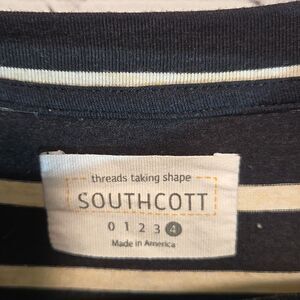 threads taking shape
SOUTHCOTT
0 1 2 3 4
Made in America